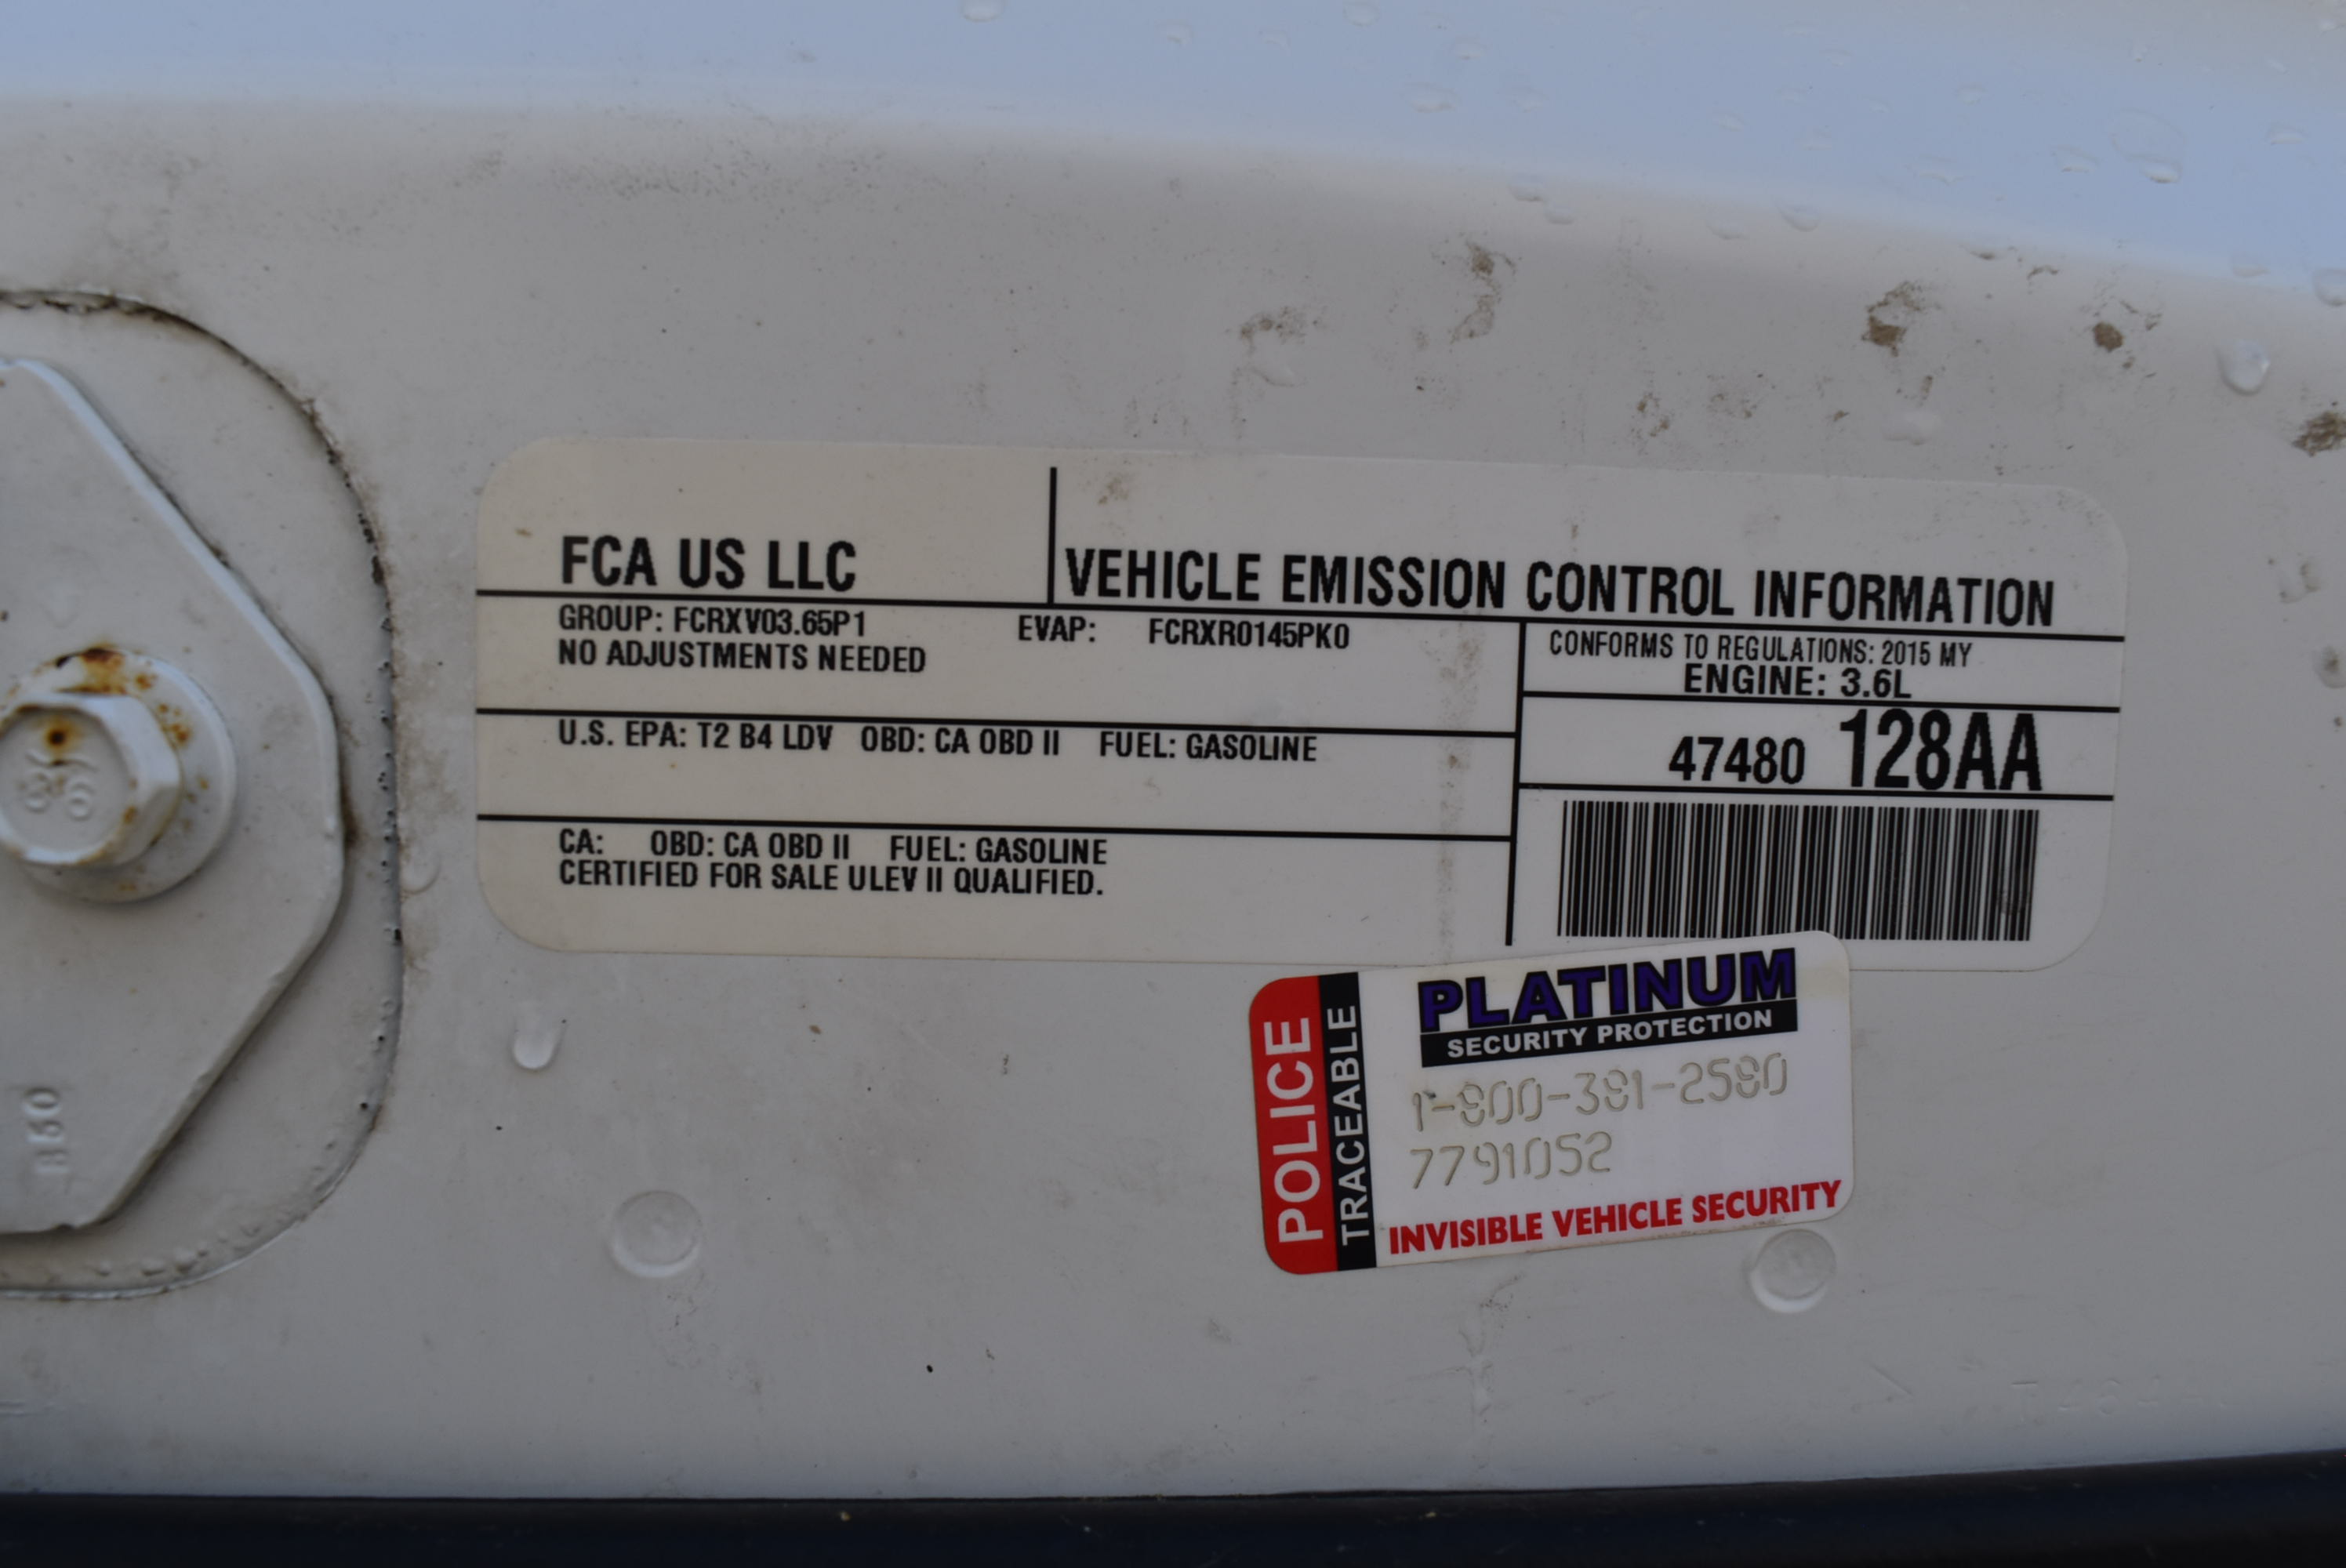 FCA US LLC
VEHICLE EMISSION CONTROL INFORMATION
GROUP: FCRXV03.65P1 EVAP: FCRXR0145PK0
NO ADJUSTMENTS NEEDED
CONFORMS TO REGULATIONS: 2015 MY
ENGINE: 3.6L
U.S. EPA: T2 B4 LDV OBD: CA OBD II FUEL: GASOLINE
47480 128AA
CA: OBD: CA OBD II FUEL: GASOLINE
CERTIFIED FOR SALE ULEV II QUALIFIED.
POLICE
TRACEABLE
PLATINUM
SECURITY PROTECTION
1-800-381-2580
7791052
INVISIBLE VEHICLE SECURITY